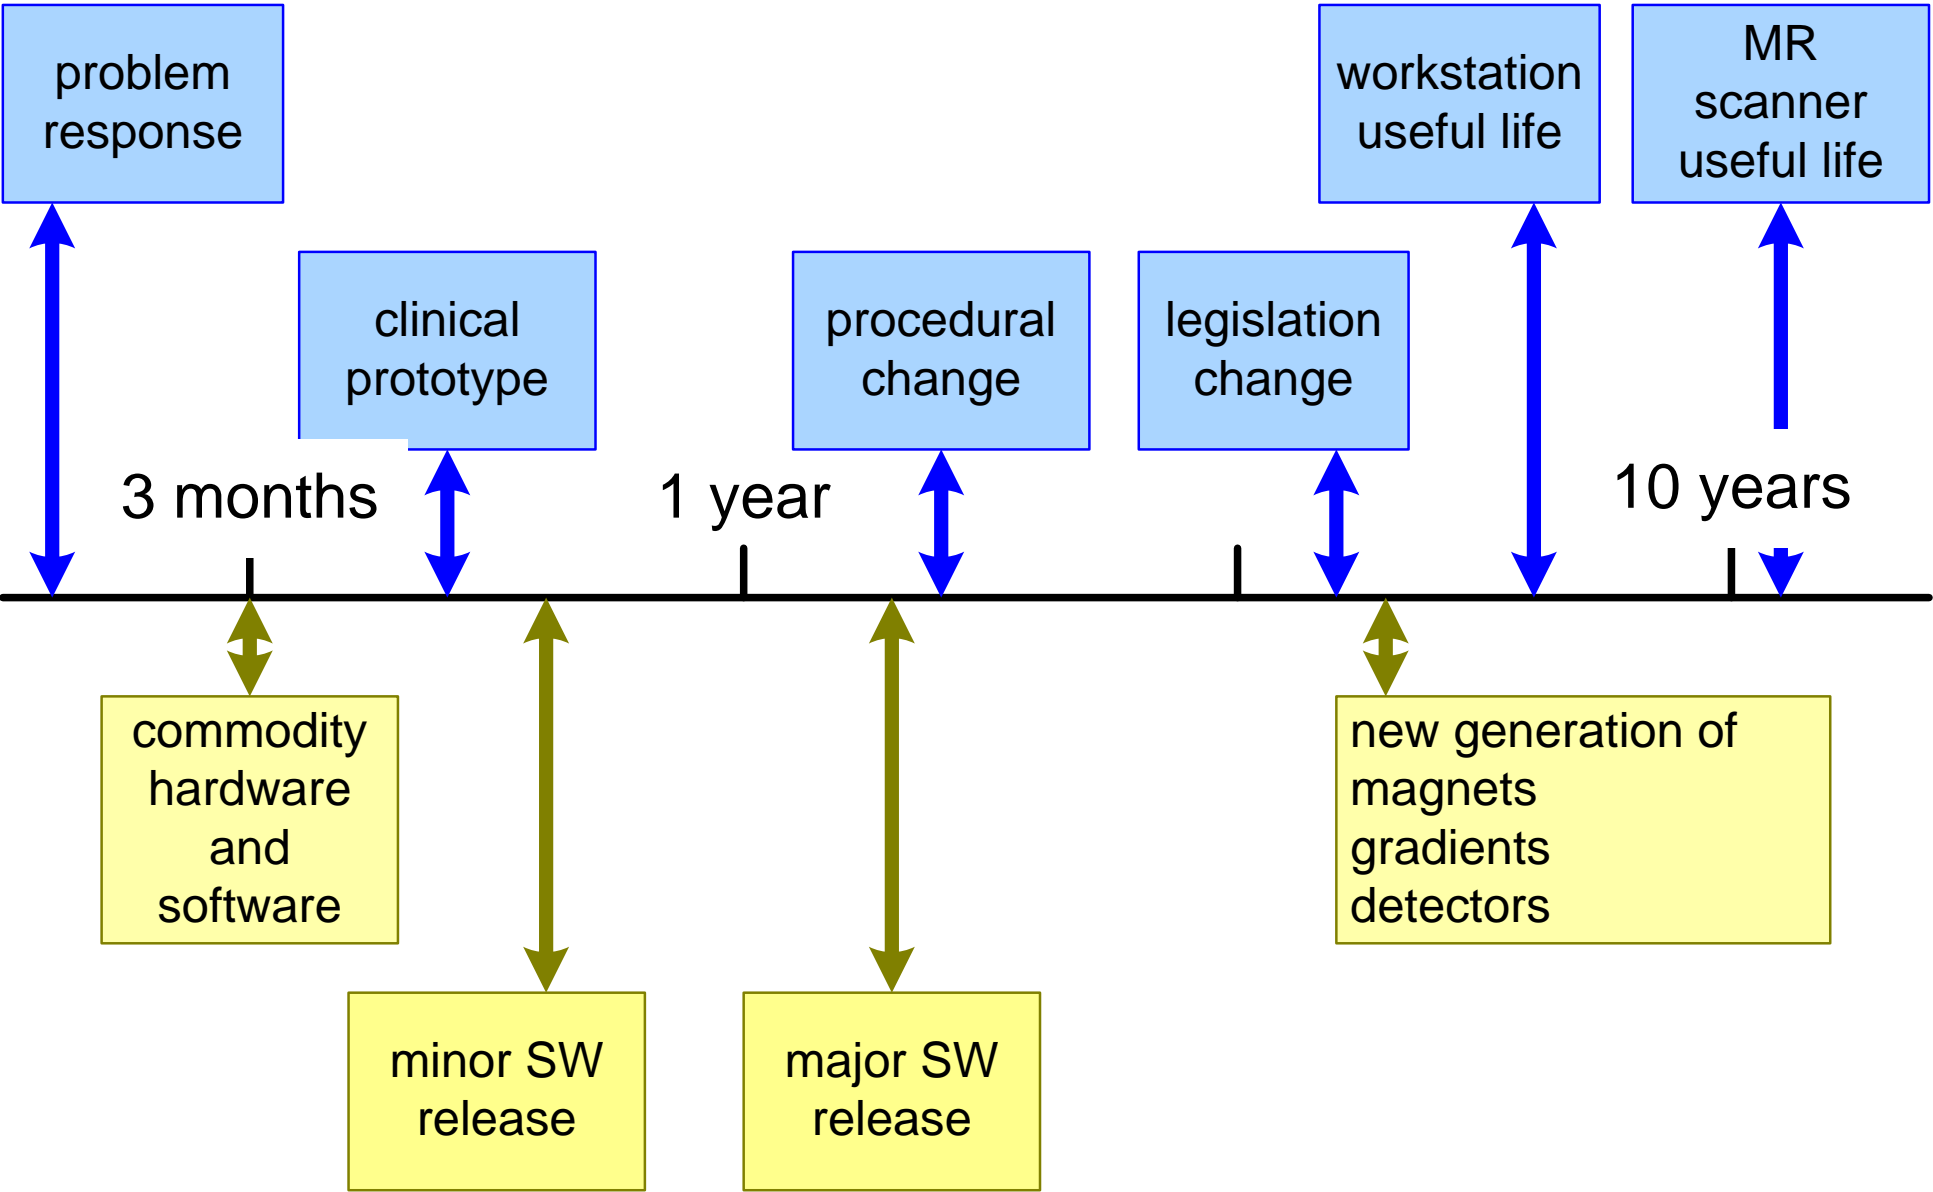 problem
response
workstation
useful life
MR
scanner
useful life
clinical
prototype
procedural
change
legislation
change
3 months
1 year
10 years
commodity
hardware
and
software
new generation of
magnets
gradients
detectors
minor SW
release
major SW
release